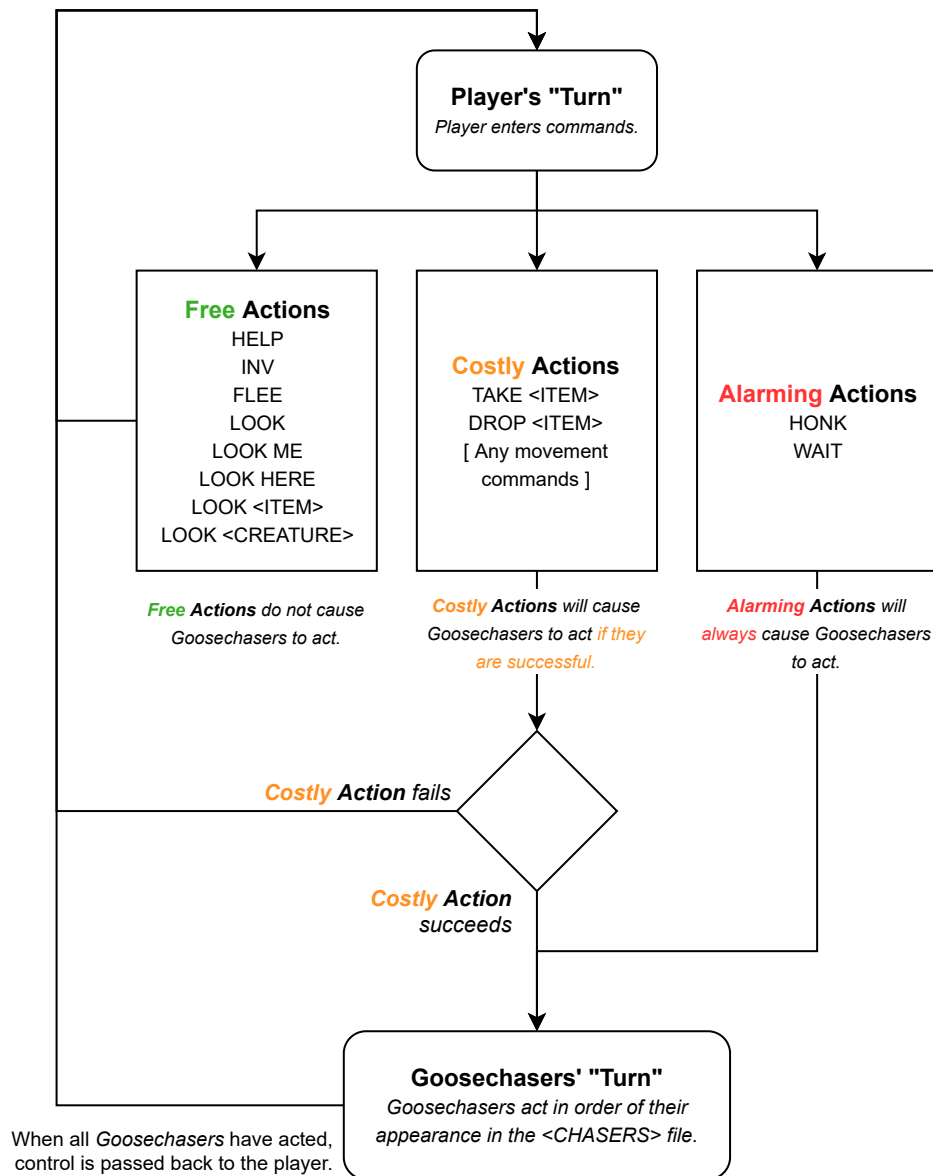 Player's "Turn"
Player enters commands.
Free Actions
HELP
INV
FLEE
LOOK
LOOK ME
LOOK HERE
LOOK <ITEM>
LOOK <CREATURE>
Costly Actions
TAKE <ITEM>
DROP <ITEM>
[ Any movement
commands ]
Alarming Actions
HONK
WAIT
Free Actions do not cause
Goosechasers to act.
Costly Actions will cause
Goosechasers to act if they
are successful.
Alarming Actions will
always cause Goosechasers
to act.
Costly Action fails
Costly Action
succeeds
Goosechasers' "Turn"
Goosechasers act in order of their
appearance in the <CHASERS> file.
When all Goosechasers have acted,
control is passed back to the player.